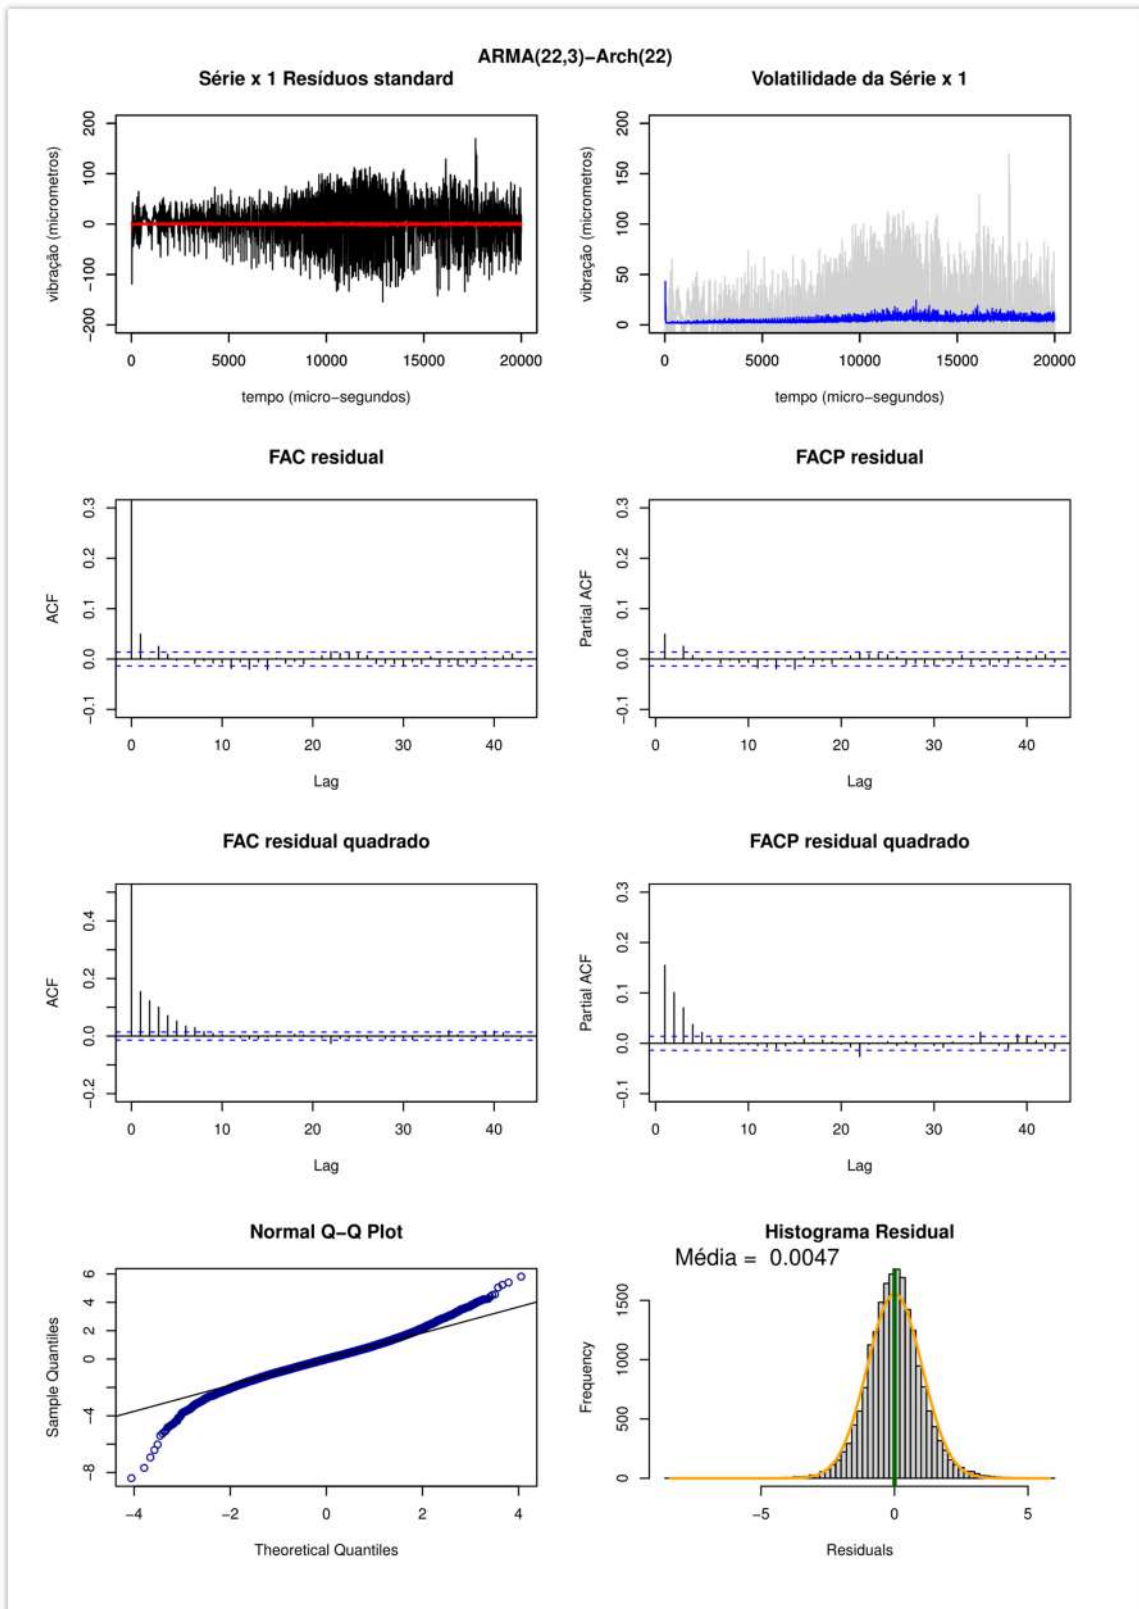 ARMA(22,3)−Arch(22)
Série x 1 Resíduos standard
Volatilidade da Série x 1
vibração (micrometros)
200
100
0
−100
−200
0 5000 10000 15000 20000
tempo (micro−segundos)
vibração (micrometros)
200
150
100
50
0
0 5000 10000 15000 20000
tempo (micro−segundos)
FAC residual
FACP residual
ACF
0.3
0.2
0.1
0.0
−0.1
0 10 20 30 40
Lag
Partial ACF
0.3
0.2
0.1
0.0
−0.1
0 10 20 30 40
Lag
FAC residual quadrado
FACP residual quadrado
ACF
0.4
0.2
0.0
−0.2
0 10 20 30 40
Lag
Partial ACF
0.3
0.2
0.1
0.0
−0.1
0 10 20 30 40
Lag
Normal Q−Q Plot
Histograma Residual
Média = 0.0047
Sample Quantiles
6
4
2
0
−4
−8
−4 −2 0 2 4
Theoretical Quantiles
Frequency
1500
1000
500
0
−5 0 5
Residuals